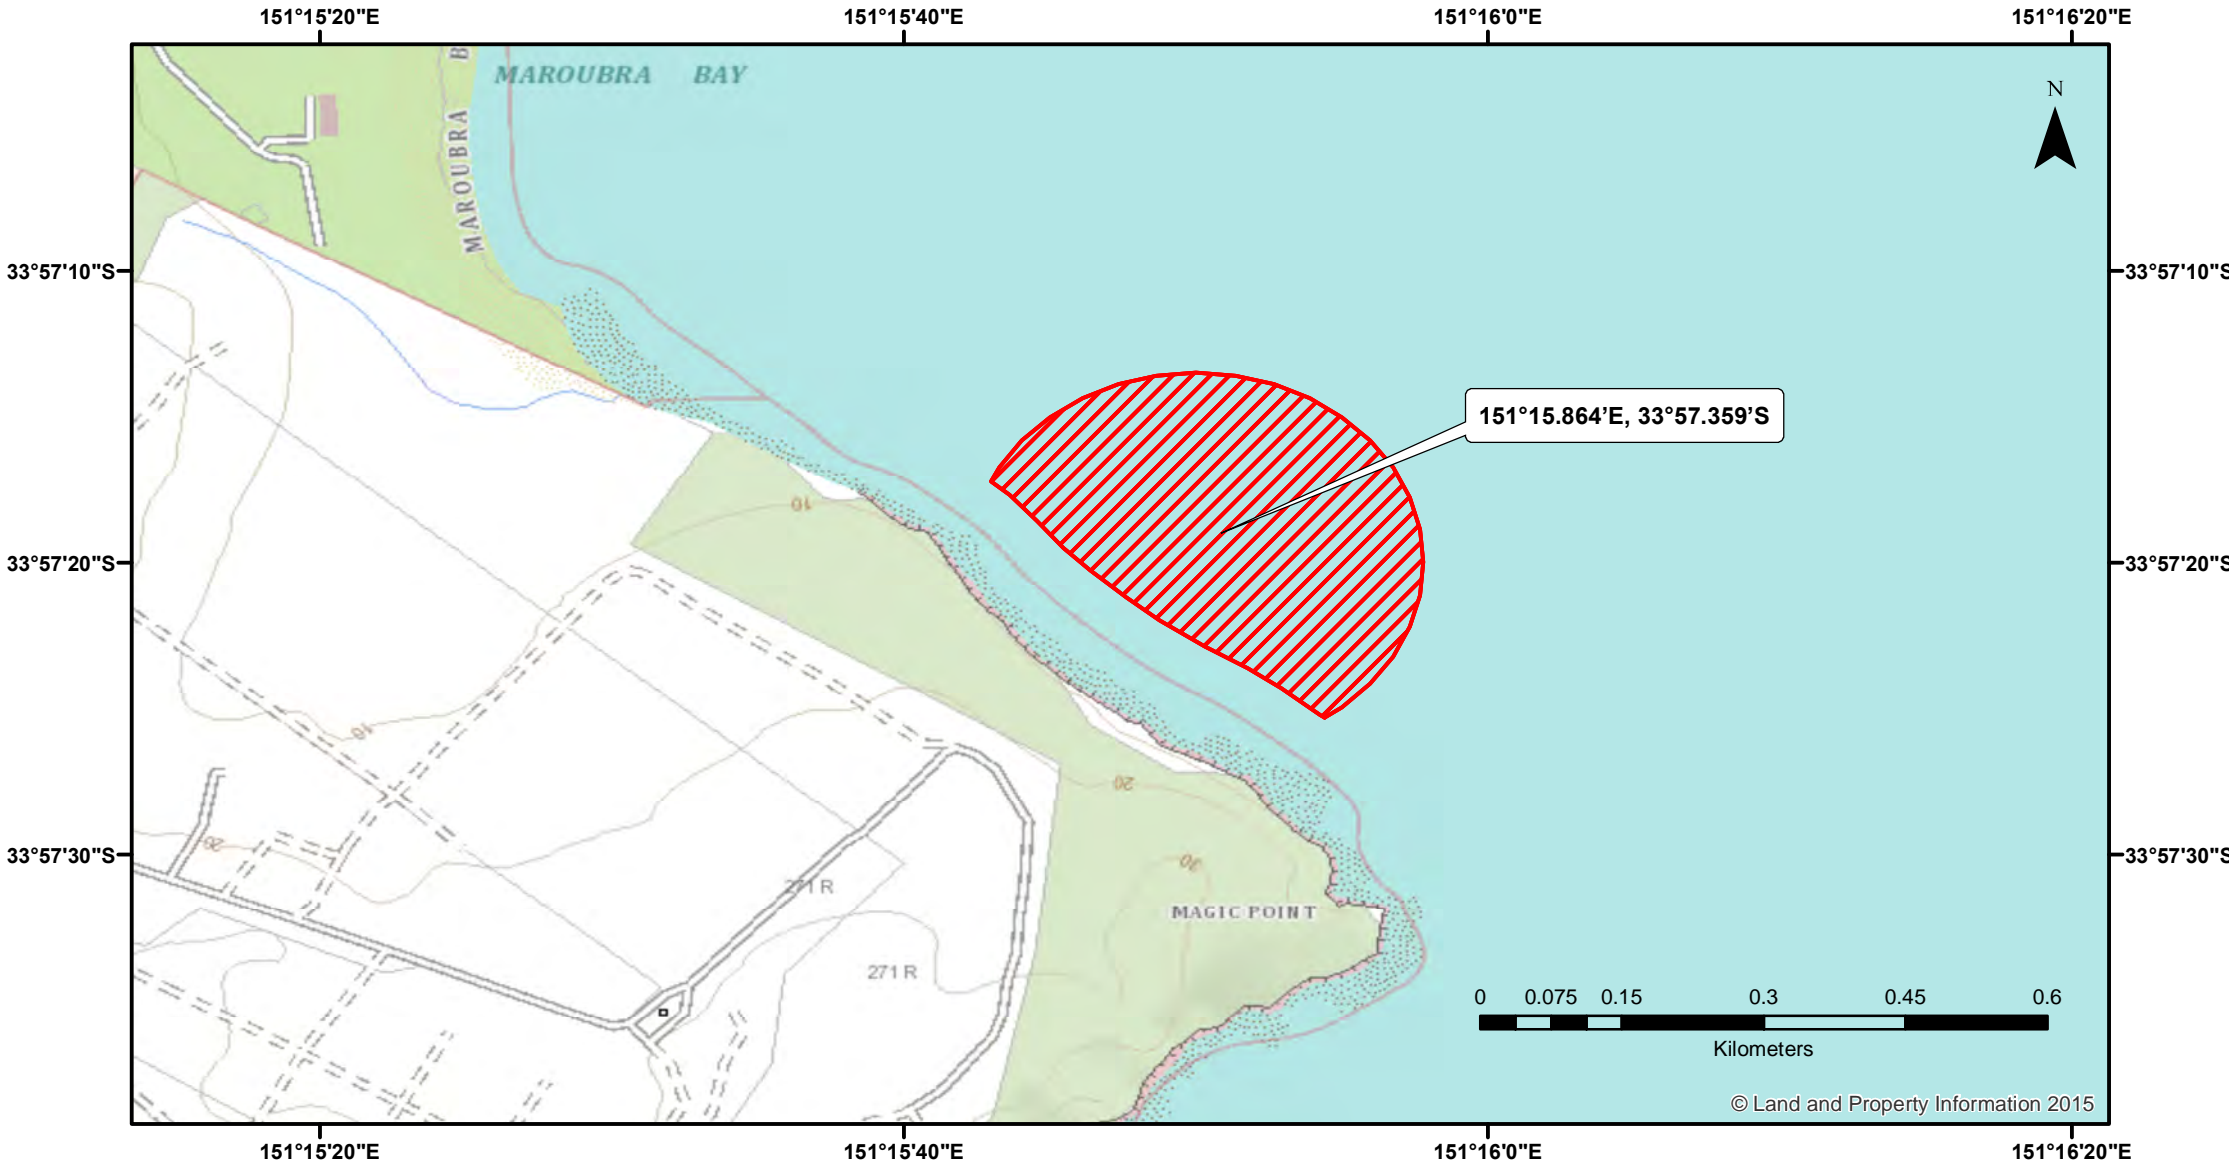 151°15'20"E 151°15'40"E 151°16'0"E 151°16'20"E
MAROUBRA BAY
N
MAROUBRA B
33°57'10"S 33°57'10"S
151°15.864’E, 33°57.359’S
10
33°57'20"S 33°57'20"S
10
20
33°57'30"S 33°57'30"S
20
30
271 R
MAGIC POINT
271 R
0 0.075 0.15 0.3 0.45 0.6
Kilometers
© Land and Property Information 2015
151°15'20"E 151°15'40"E 151°16'0"E 151°16'20"E